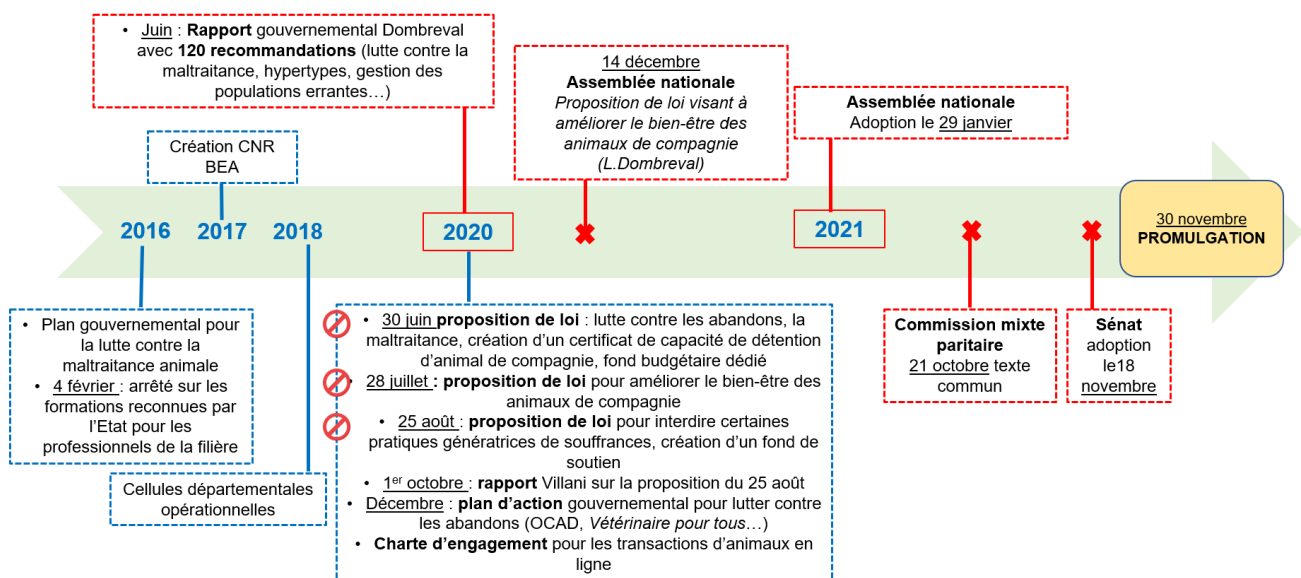 • Juin : Rapport gouvernemental Dombreval
avec 120 recommandations (lutte contre la
maltraitance, hypertypes, gestion des
populations errantes…)
14 décembre
Assemblée nationale
Proposition de loi visant à
améliorer le bien-être des
animaux de compagnie
(L.Dombreval)
Assemblée nationale
Adoption le 29 janvier
Création CNR
BEA
2016
2017
2018
2020
2021
30 novembre
PROMULGATION
• Plan gouvernemental pour
la lutte contre la
maltraitance animale
• 4 février : arrêté sur les
formations reconnues par
l’Etat pour les
professionnels de la filière
Cellules départementales
opérationnelles
• 30 juin proposition de loi : lutte contre les abandons, la
maltraitance, création d’un certificat de capacité de détention
d’animal de compagnie, fond budgétaire dédié
• 28 juillet : proposition de loi pour améliorer le bien-être des
animaux de compagnie
• 25 août : proposition de loi pour interdire certaines
pratiques génératrices de souffrances, création d’un fond de
soutien
• 1er octobre : rapport Villani sur la proposition du 25 août
• Décembre : plan d’action gouvernemental pour lutter contre
les abandons (OCAD, Vétérinaire pour tous…)
• Charte d’engagement pour les transactions d’animaux en
ligne
Commission mixte
paritaire
21 octobre texte
commun
Sénat
adoption
le18
novembre